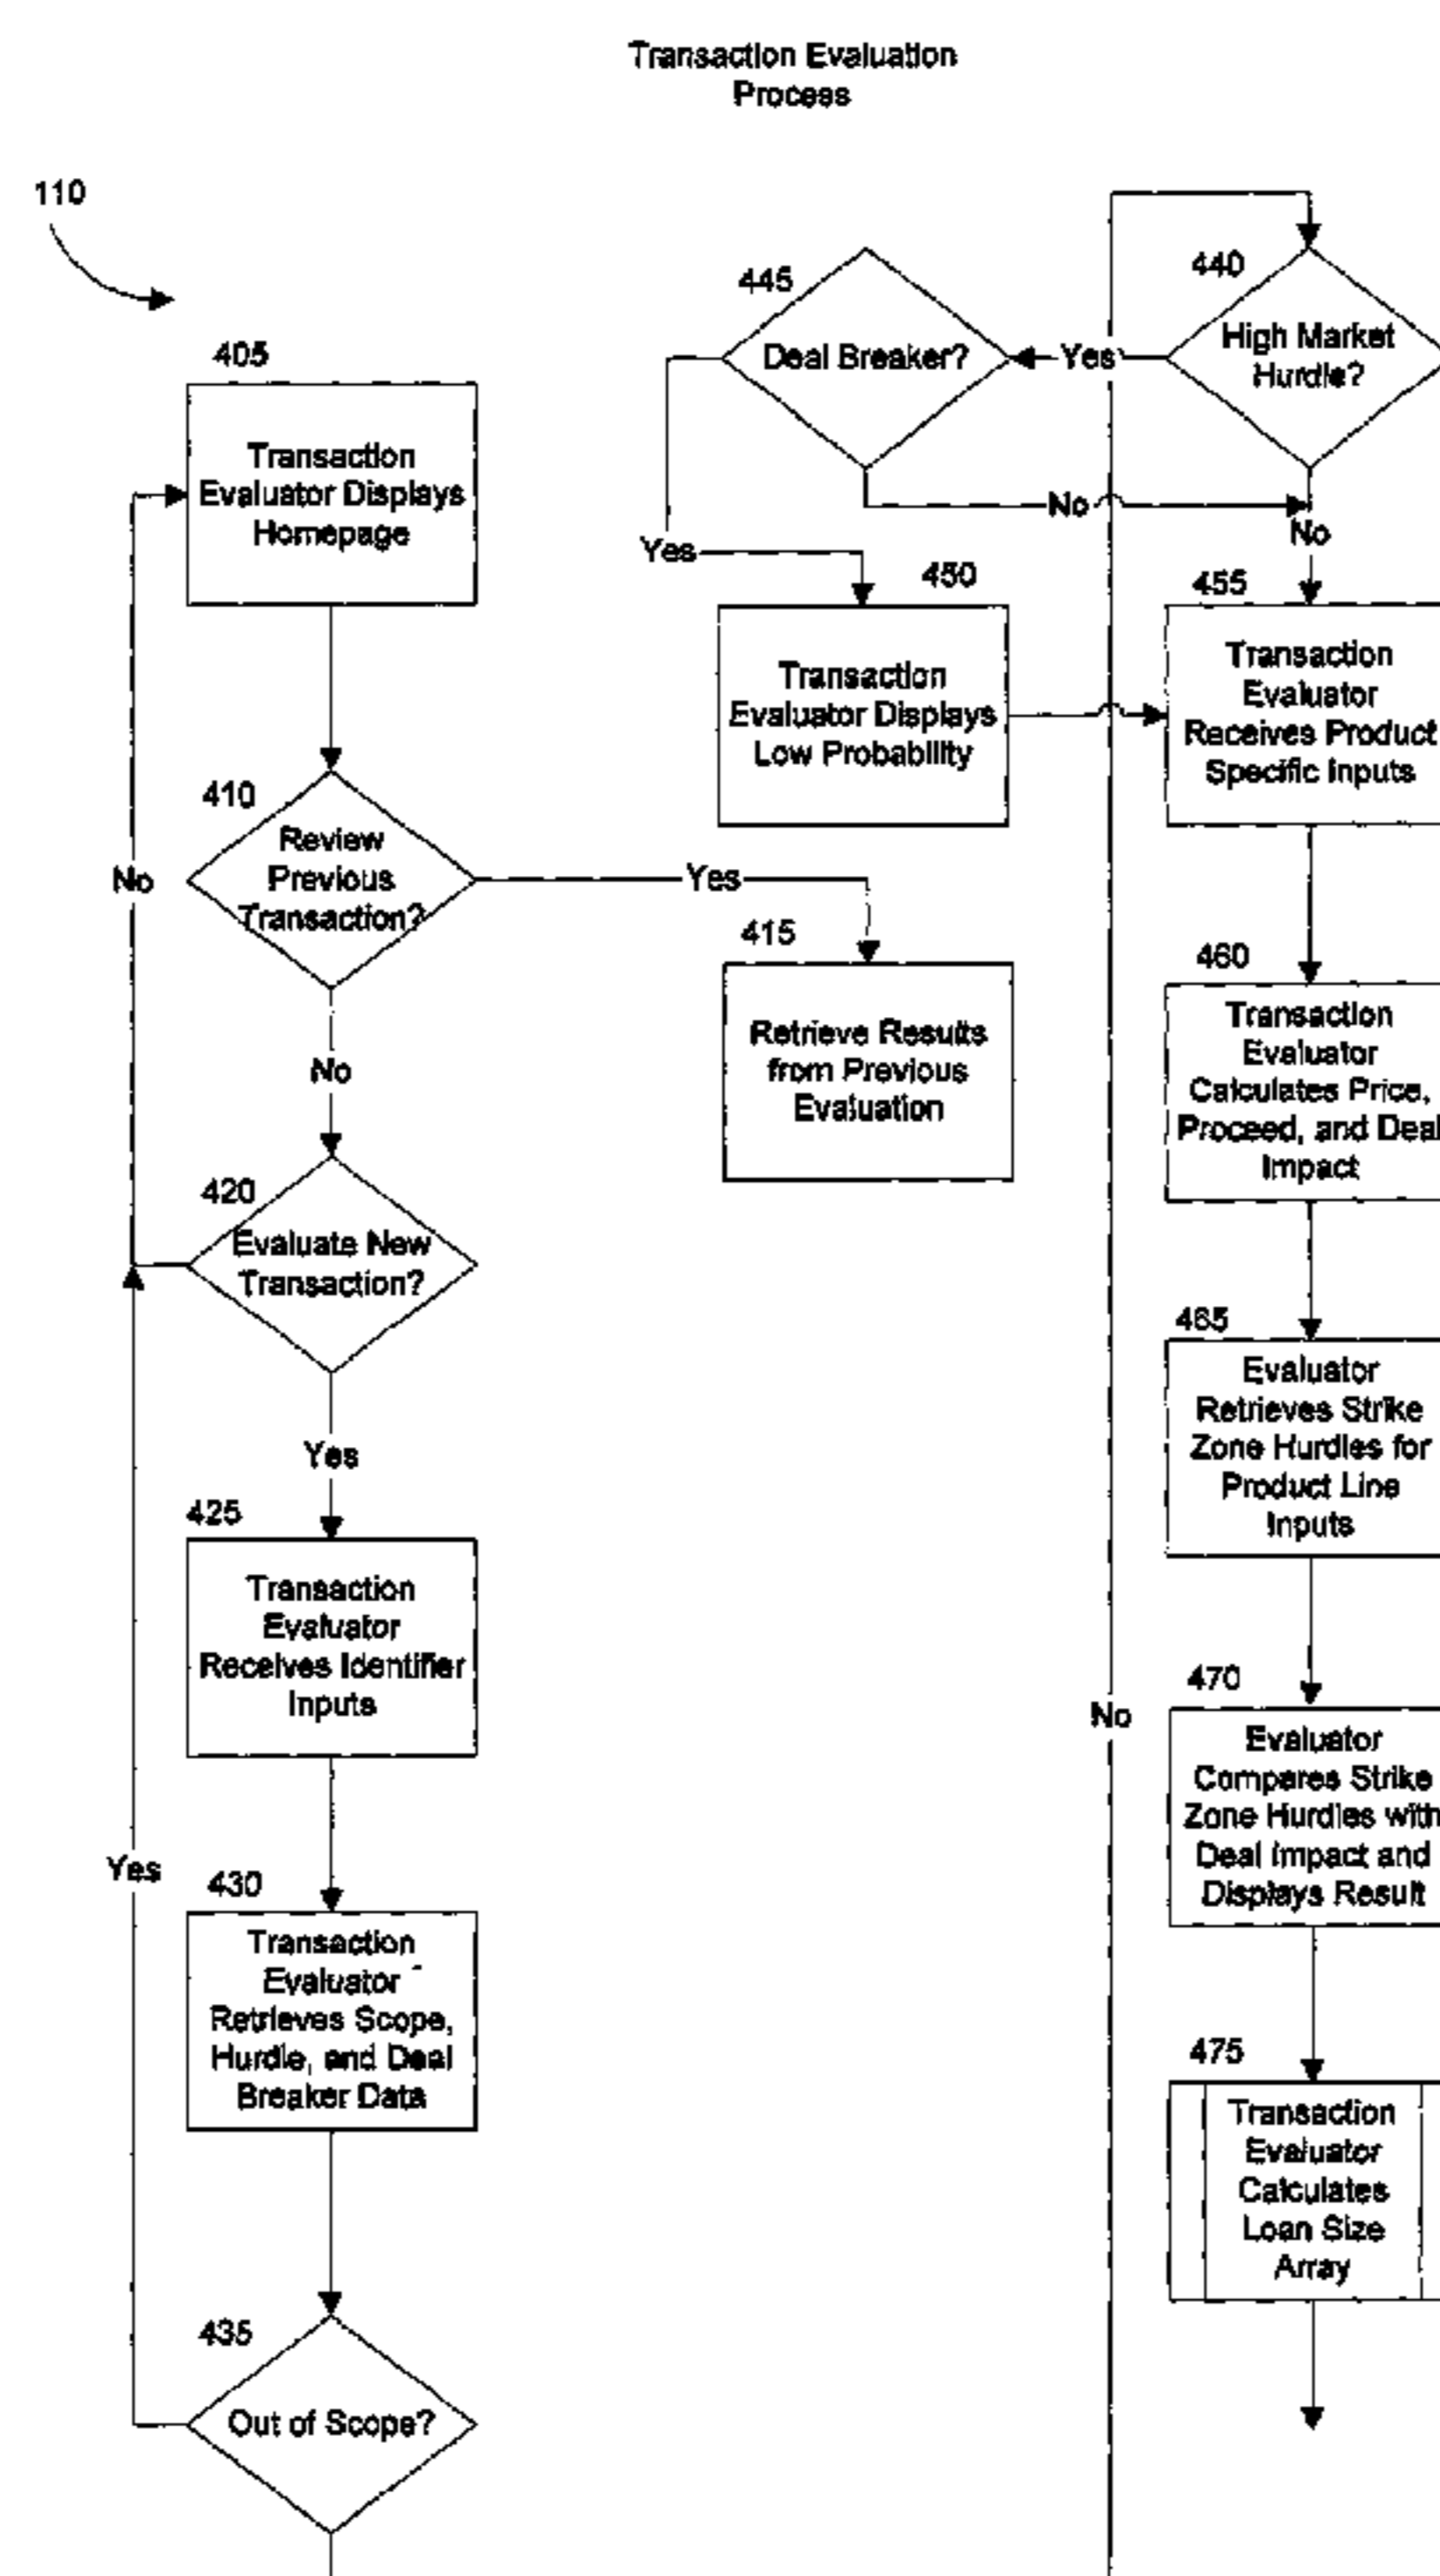 Transaction Evaluation
Process
110
405
Transaction
Evaluator Displays
Homepage
410
Review
Previous
Transaction?
Yes
No
415
Retrieve Results
from Previous
Evaluation
No
420
Evaluate New
Transaction?
Yes
425
Transaction
Evaluator
Receives Identifier
Inputs
430
Transaction
Evaluator
Retrieves Scope,
Hurdle, and Deal
Breaker Data
Yes
435
Out of Scope?
No
440
High Market
Hurdle?
Yes
No
445
Deal Breaker?
No
Yes
450
Transaction
Evaluator Displays
Low Probability
455
Transaction
Evaluator
Receives Product
Specific Inputs
460
Transaction
Evaluator
Calculates Price,
Proceed, and Deal
Impact
465
Evaluator
Retrieves Strike
Zone Hurdles for
Product Line
Inputs
470
Evaluator
Compares Strike
Zone Hurdles with
Deal Impact and
Displays Result
475
Transaction
Evaluator
Calculates
Loan Size
Array